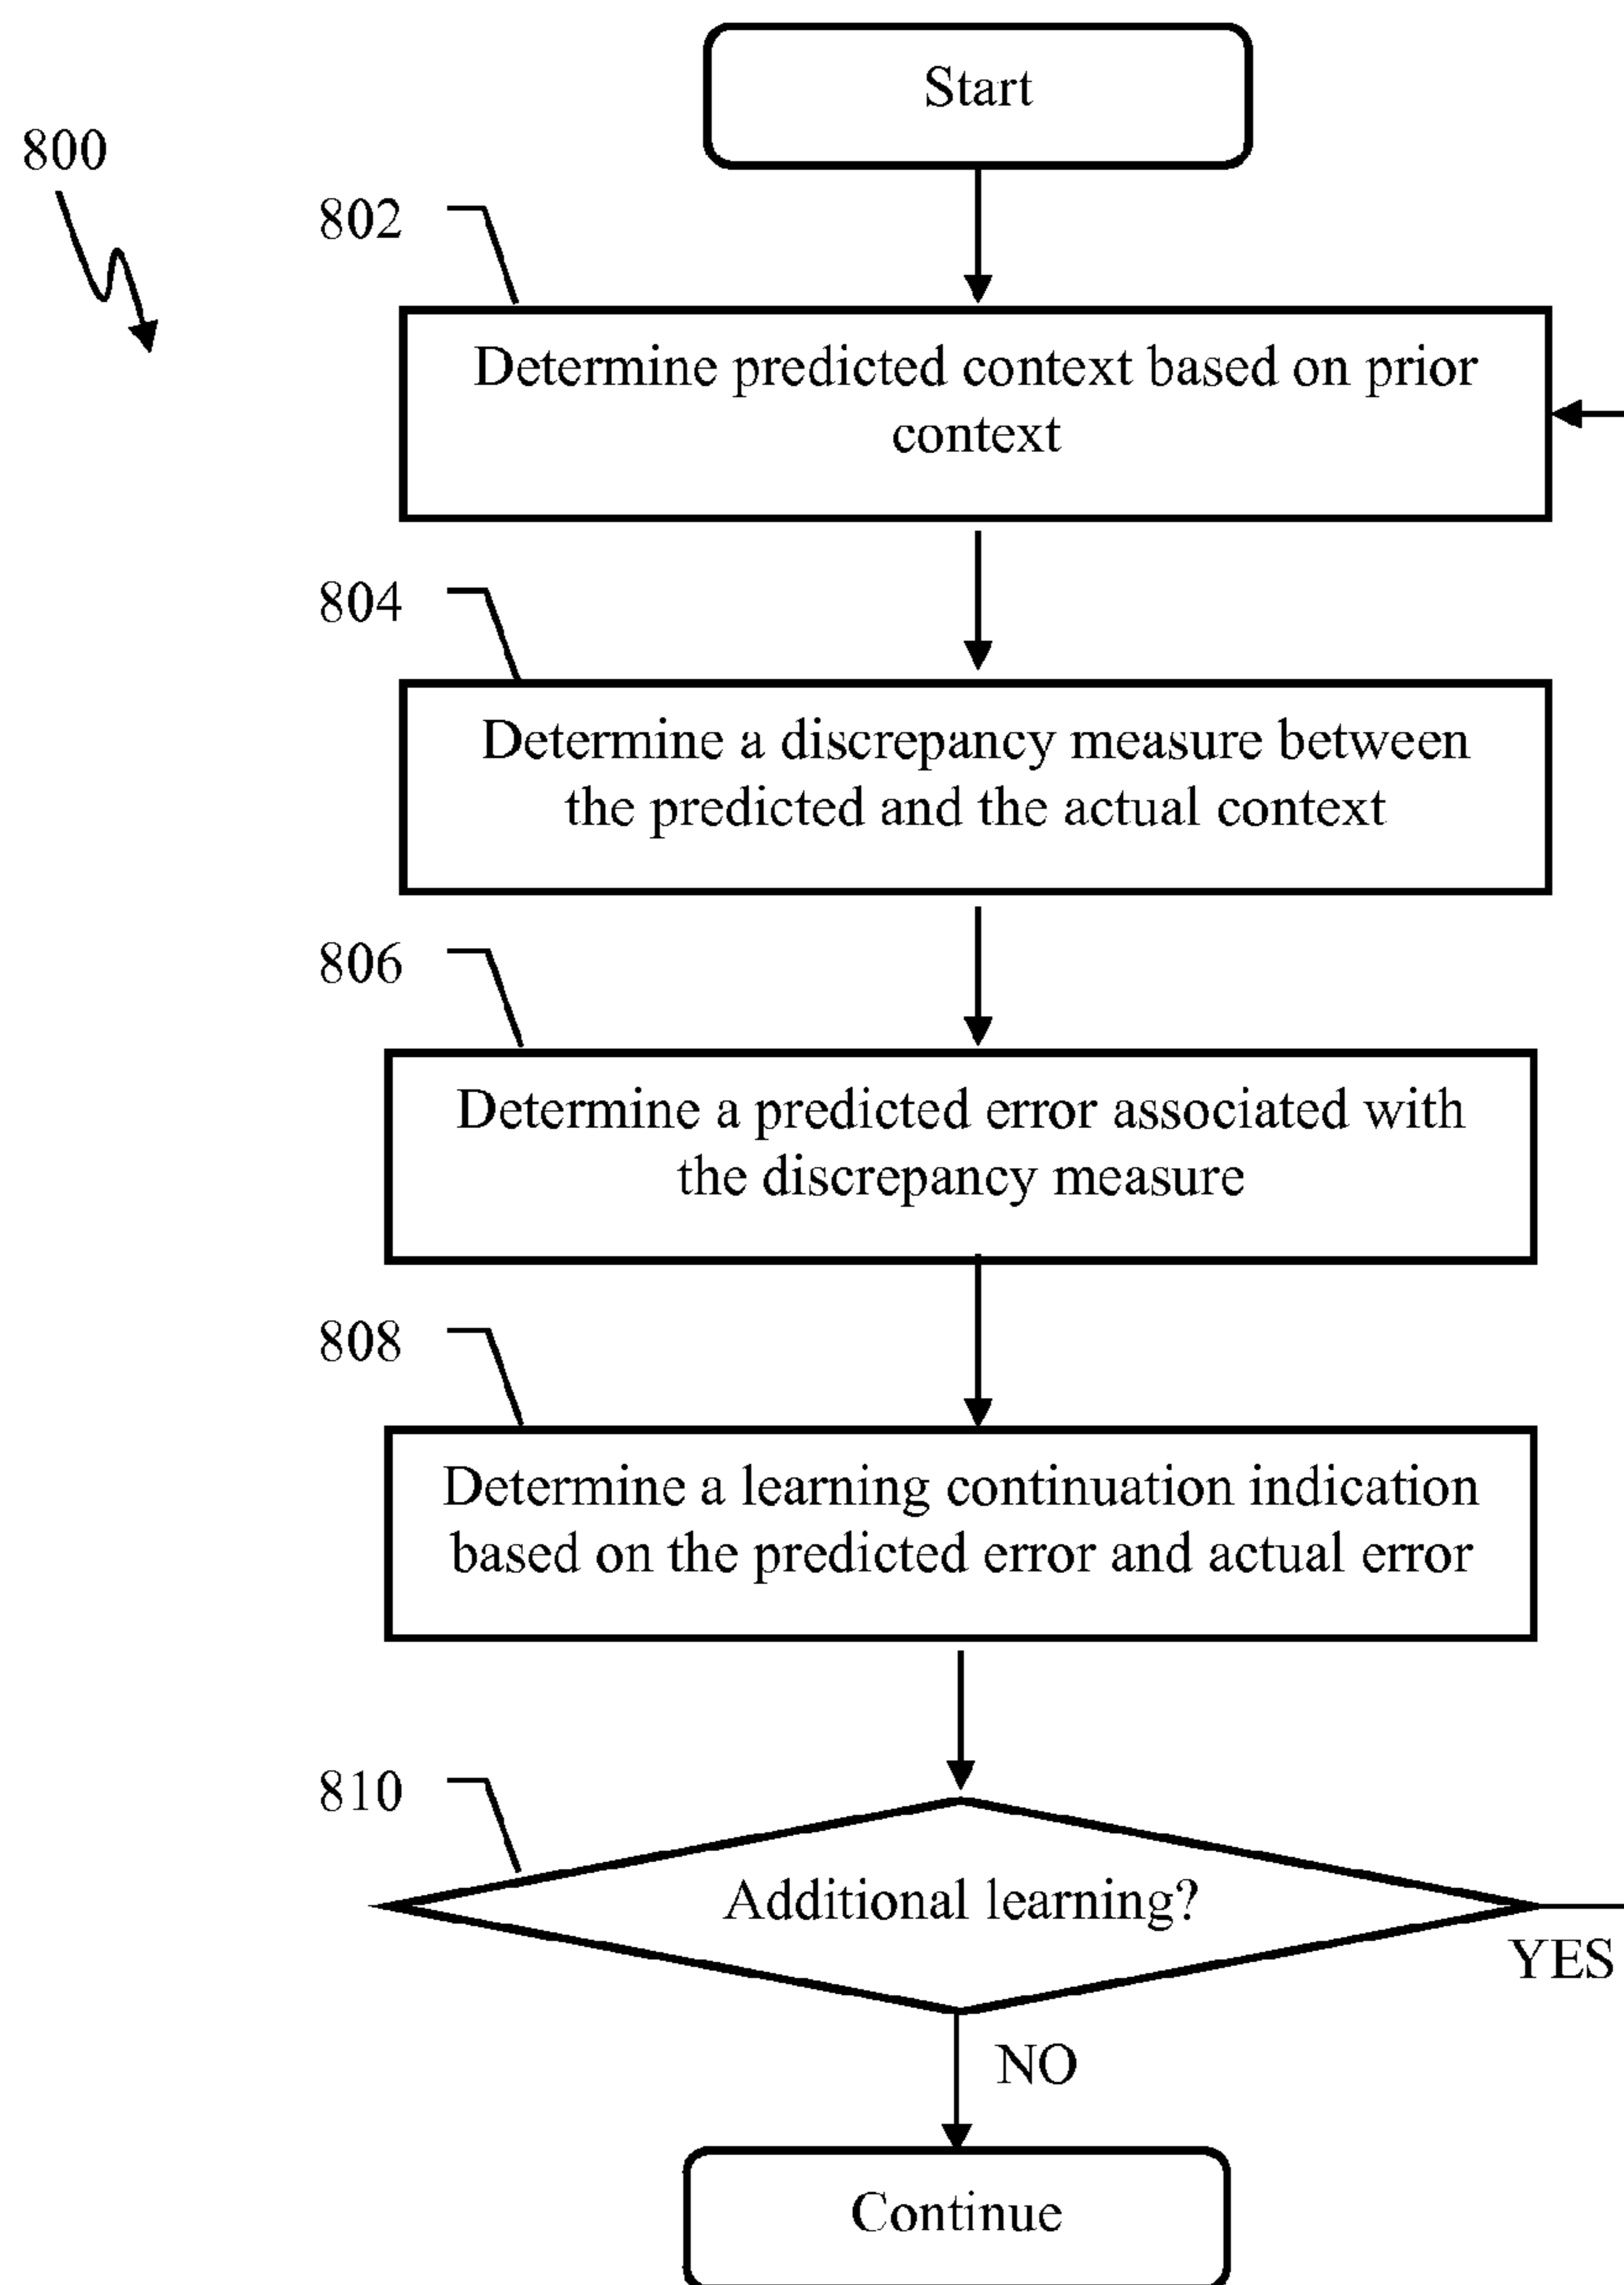 Start
800
802
Determine predicted context based on prior
context
804
Determine a discrepancy measure between
the predicted and the actual context
806
Determine a predicted error associated with
the discrepancy measure
808
Determine a learning continuation indication
based on the predicted error and actual error
810
Additional learning?
YES
NO
Continue